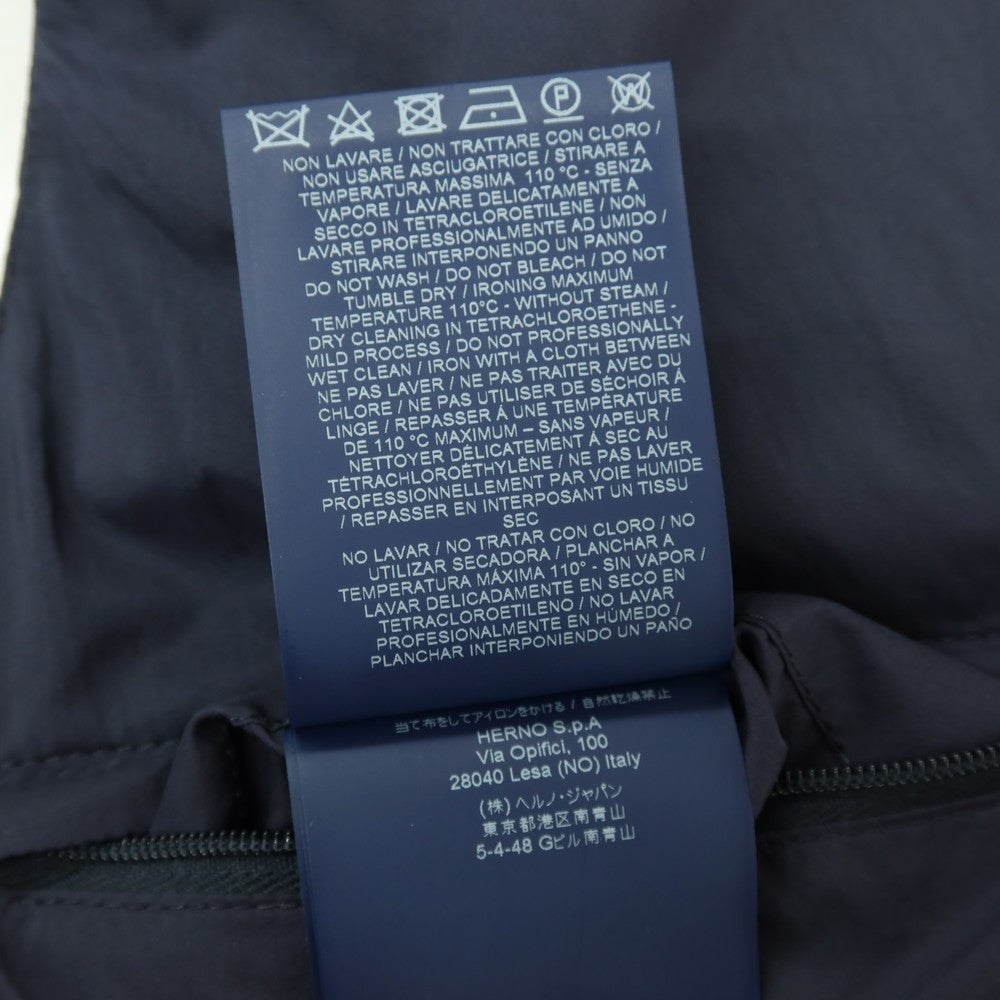 P
W
NON LAVARE / NON TRATTARE CON CLORO /
NON USARE ASCIUGATRICE / STIRARE A
TEMPERATURA MASSIMA 110 °C - SENZA
VAPORE / LAVARE DELICATAMENTE A
SECCO IN TETRACLOROETILENE / NON
LAVARE PROFESSIONALMENTE AD UMIDO /
STIRARE INTERPONENDO UN PANNO
DO NOT WASH / DO NOT BLEACH / DO NOT
TUMBLE DRY / IRONING MAXIMUM
TEMPERATURE 110°C - WITHOUT STEAM /
DRY CLEANING IN TETRACHLOROETHENE -
MILD PROCESS / DO NOT PROFESSIONALLY
WET CLEAN / IRON WITH A CLOTH BETWEEN
NE PAS LAVER / NE PAS TRAITER AVEC DU
CHLORE / NE PAS UTILISER DE SÉCHOIR À
LINGE / REPASSER À UNE TEMPÉRATURE
DE 110 °C MAXIMUM – SANS VAPEUR /
NETTOYER DÉLICATEMENT À SEC AU
TÉTRACHLOROÉTHYLÈNE / NE PAS LAVER
PROFESSIONNELLEMENT PAR VOIE HUMIDE
/ REPASSER EN INTERPOSANT UN TISSU
SEC
NO LAVAR / NO TRATAR CON CLORO / NO
UTILIZAR SECADORA / PLANCHAR A
TEMPERATURA MÁXIMA 110° - SIN VAPOR /
LAVAR DELICADAMENTE EN SECO EN
TETRACLOROETILENO / NO LAVAR
PROFESIONALMENTE EN HÚMEDO /
PLANCHAR INTERPONIENDO UN PAÑO
当て布をしてアイロンをかける / 自然乾燥禁止
HERNO S.p.A
Via Opifici, 100
28040 Lesa (NO) Italy
(株) ヘルノ・ジャパン
東京都港区南青山
5-4-48 Gビル南青山